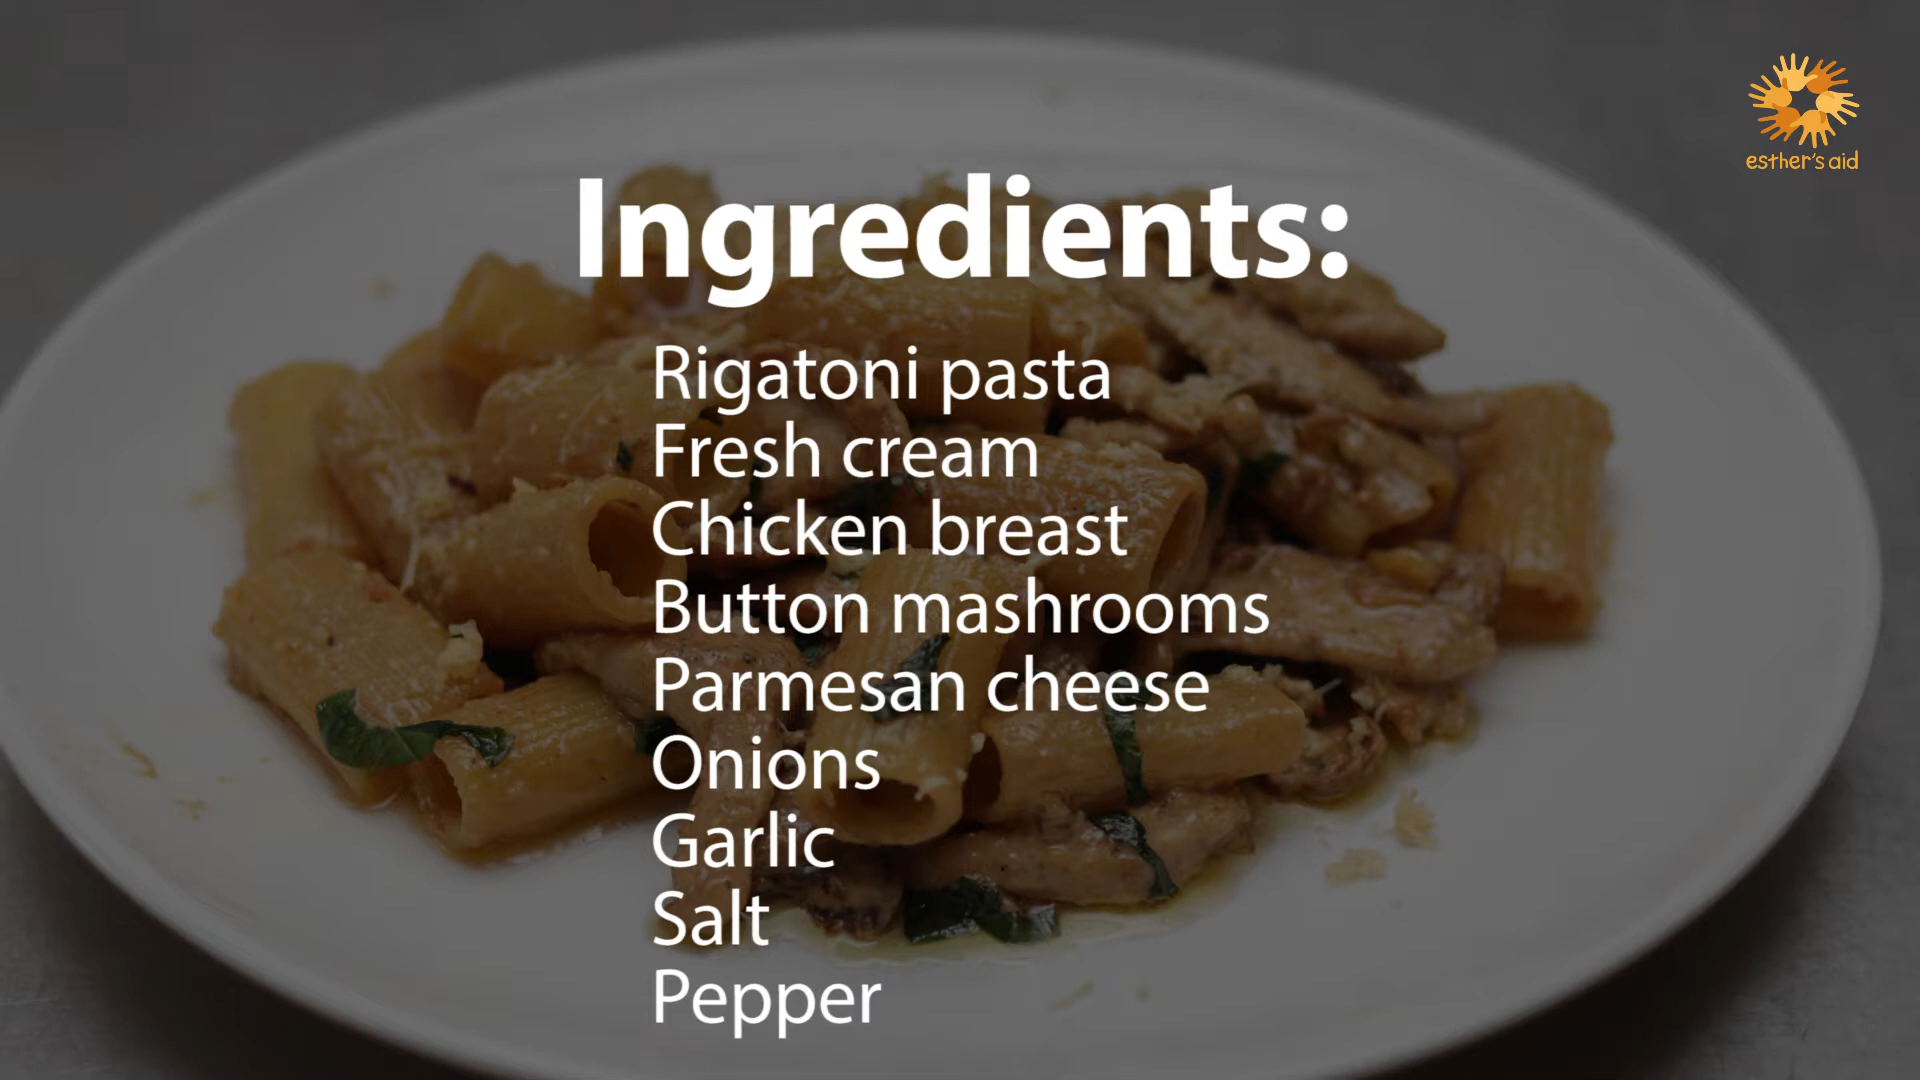 esther's aid
Ingredients:
Rigatoni pasta
Fresh cream
Chicken breast
Button mashrooms
Parmesan cheese
Onions
Garlic
Salt
Pepper